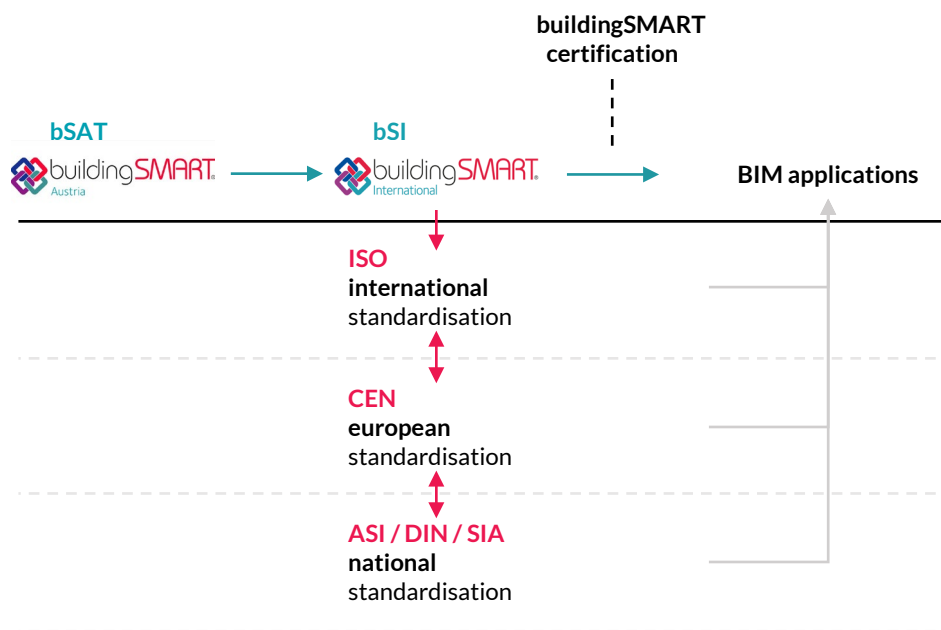 buildingSMART
certification
bSAT
bSI
buildingSMART.
Austria
buildingSMART.
International
BIM applications
ISO
international
standardisation
CEN
european
standardisation
ASI / DIN / SIA
national
standardisation